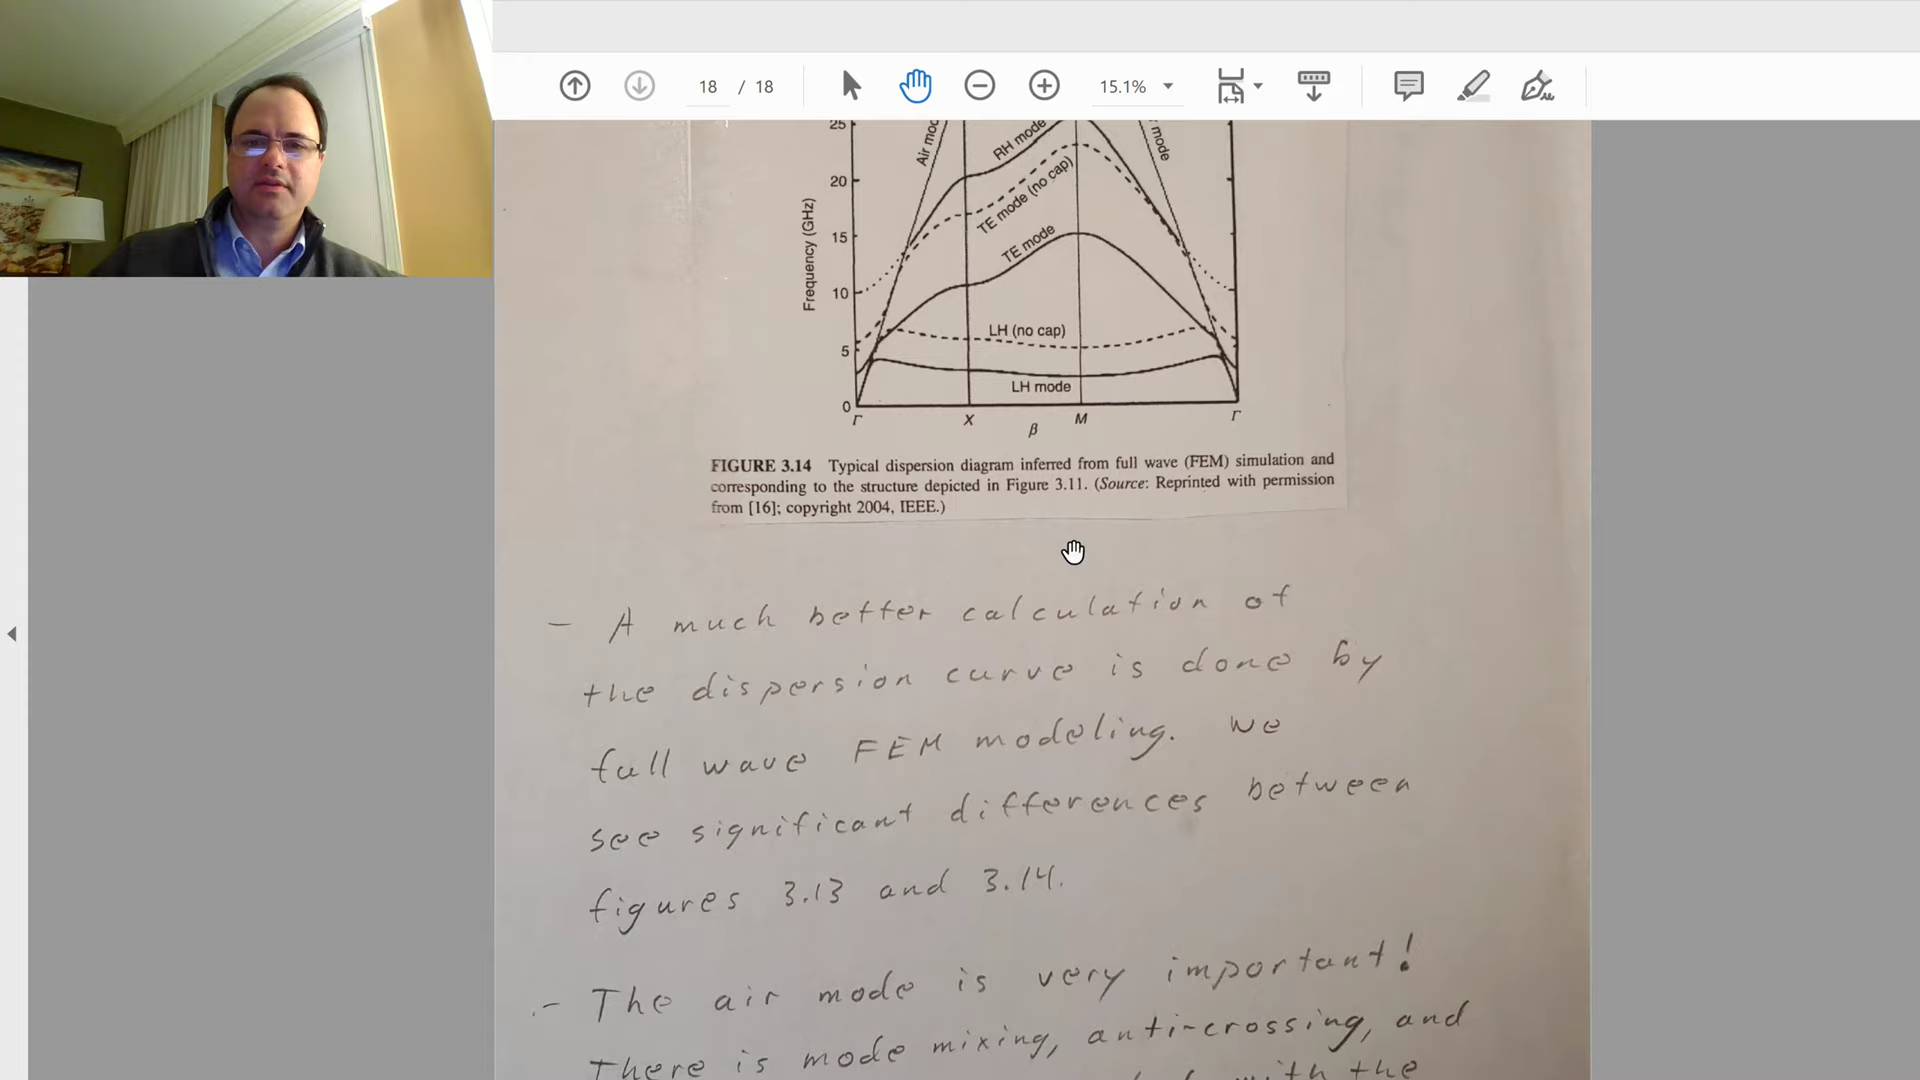 18 / 18
15.1%
25
20
15
10
5
0
Frequency (GHz)
RH mode
TE mode (no cap)
TE mode
LH (no cap)
LH mode
mode
Γ X M Γ
β
FIGURE 3.14 Typical dispersion diagram inferred from full wave (FEM) simulation and
corresponding to the structure depicted in Figure 3.11. (Source: Reprinted with permission
from [16]; copyright 2004, IEEE.)
- A much better calculation of
the dispersion curve is done by
full wave FEM modeling. We
see significant differences between
figures 3.13 and 3.14.
- The air mode is very important!
There is mode mixing, anti-crossing, and
with the